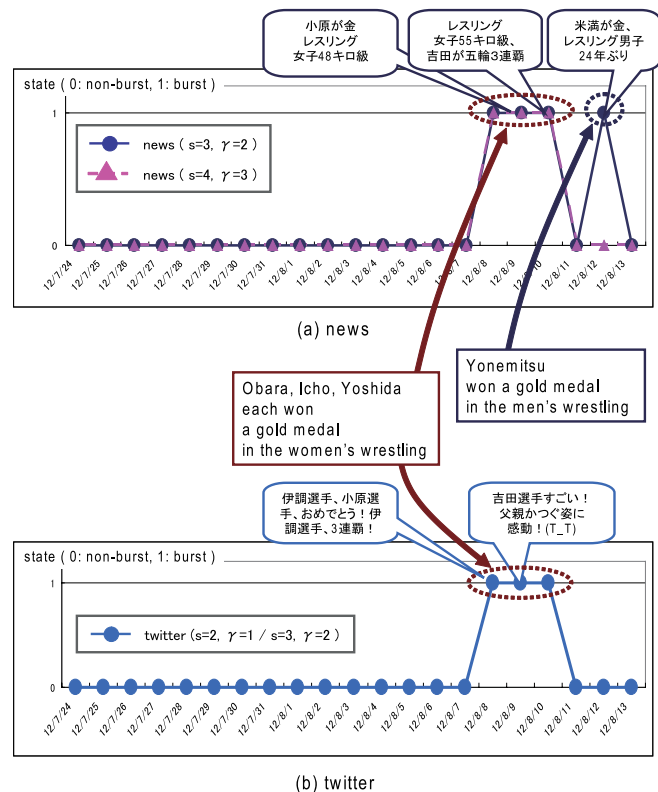 小原が金
レスリング
女子48キロ級
レスリング
女子55キロ級、
吉田が五輪3連覇
米満が金、
レスリング男子
24年ぶり
state ( 0: non-burst, 1: burst )
1
news ( s=3, γ=2 )
news ( s=4, γ=3 )
0
12/7/24
12/7/25
12/7/26
12/7/27
12/7/28
12/7/29
12/7/30
12/7/31
12/8/1
12/8/2
12/8/3
12/8/4
12/8/5
12/8/6
12/8/7
12/8/8
12/8/9
12/8/10
12/8/11
12/8/12
12/8/13
(a) news
Obara, Icho, Yoshida
each won
a gold medal
in the women's wrestling
Yonemitsu
won a gold medal
in the men's wrestling
伊調選手、小原選
手、おめでとう！伊
調選手、3連覇！
吉田選手すごい！
父親かつぐ姿に
感動！(T_T)
state ( 0: non-burst, 1: burst )
1
twitter (s=2, γ=1 / s=3, γ=2 )
0
12/7/24
12/7/25
12/7/26
12/7/27
12/7/28
12/7/29
12/7/30
12/7/31
12/8/1
12/8/2
12/8/3
12/8/4
12/8/5
12/8/6
12/8/7
12/8/8
12/8/9
12/8/10
12/8/11
12/8/12
12/8/13
(b) twitter